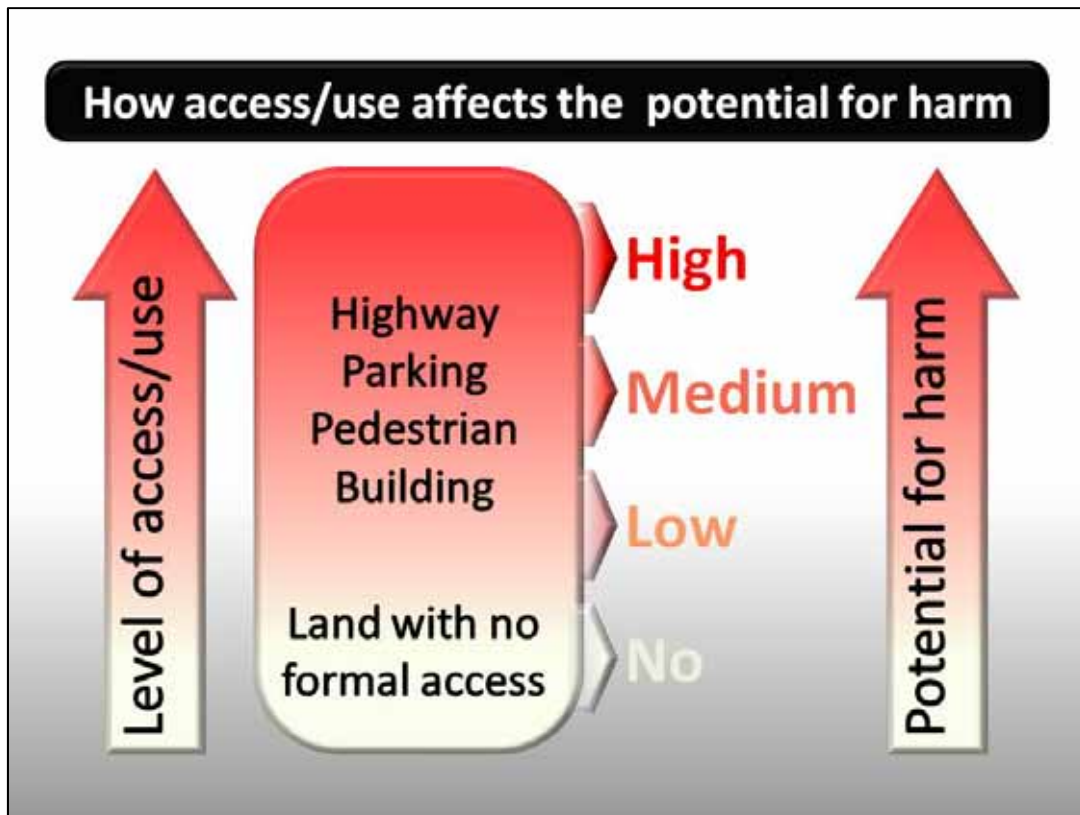 How access/use affects the potential for harm
Level of access/use
Highway
Parking
Pedestrian
Building
Land with no
formal access
High
Medium
Low
No
Potential for harm